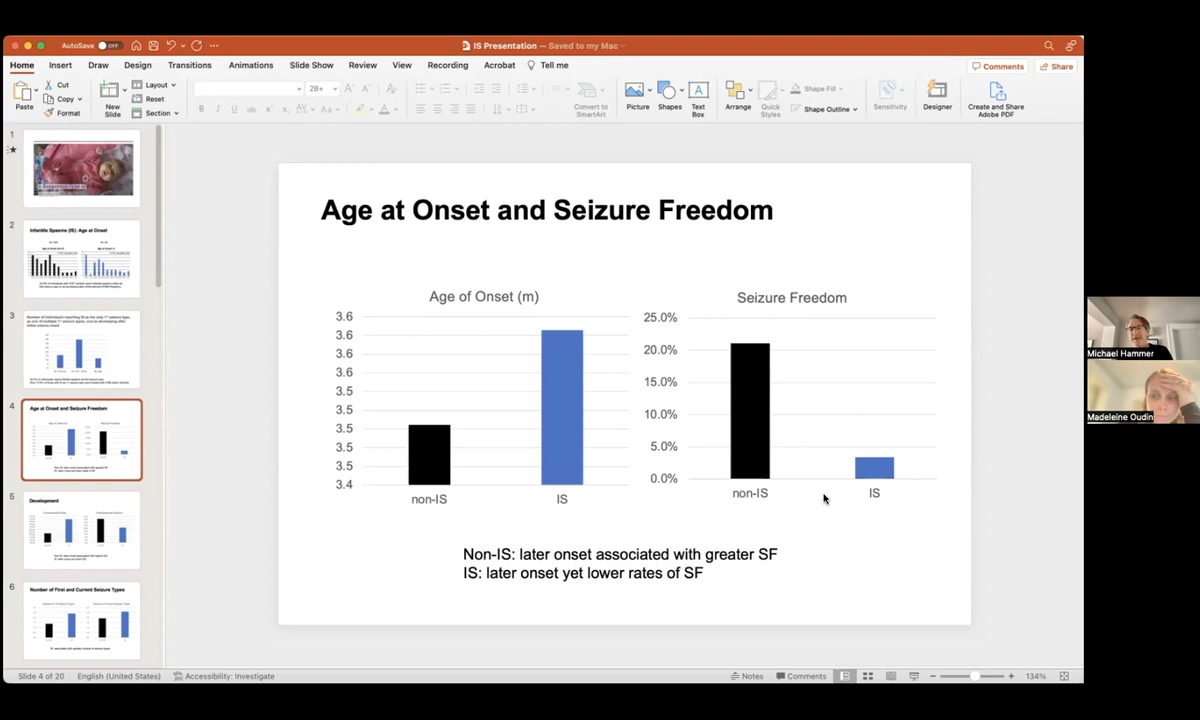 AutoSave OFF
IS Presentation — Saved to my Mac
Home Insert Draw Design Transitions Animations Slide Show Review View Recording Acrobat Tell me
Comments Share
Paste
Cut
Copy
Format
New Slide
Layout
Reset
Section
28+
Convert to SmartArt
Picture
Shapes
Text Box
Arrange
Quick Styles
Shape Fill
Shape Outline
Sensitivity
Designer
Create and Share Adobe PDF
1
2
Infantile Spasms (IS): Age at Onset
3
4
Age at Onset and Seizure Freedom
5
Development
6
Number of First and Current Seizure Types
Age at Onset and Seizure Freedom
Age of Onset (m)
3.6
3.6
3.6
3.6
3.5
3.5
3.5
3.5
3.5
3.4
non-IS IS
Seizure Freedom
25.0%
20.0%
15.0%
10.0%
5.0%
0.0%
non-IS IS
Non-IS: later onset associated with greater SF
IS: later onset yet lower rates of SF
Michael Hammer
Madeleine Oudin
Slide 4 of 20 English (United States) Accessibility: Investigate
Notes Comments 134%